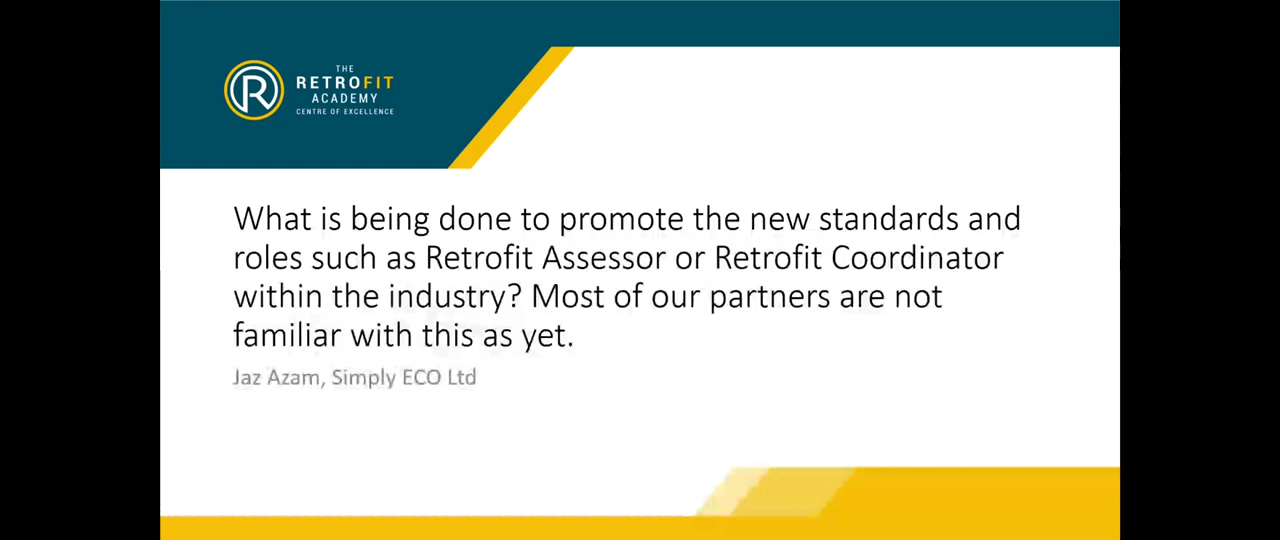 THE
RETROFIT
ACADEMY
CENTRE OF EXCELLENCE
What is being done to promote the new standards and
roles such as Retrofit Assessor or Retrofit Coordinator
within the industry? Most of our partners are not
familiar with this as yet.
Jaz Azam, Simply ECO Ltd